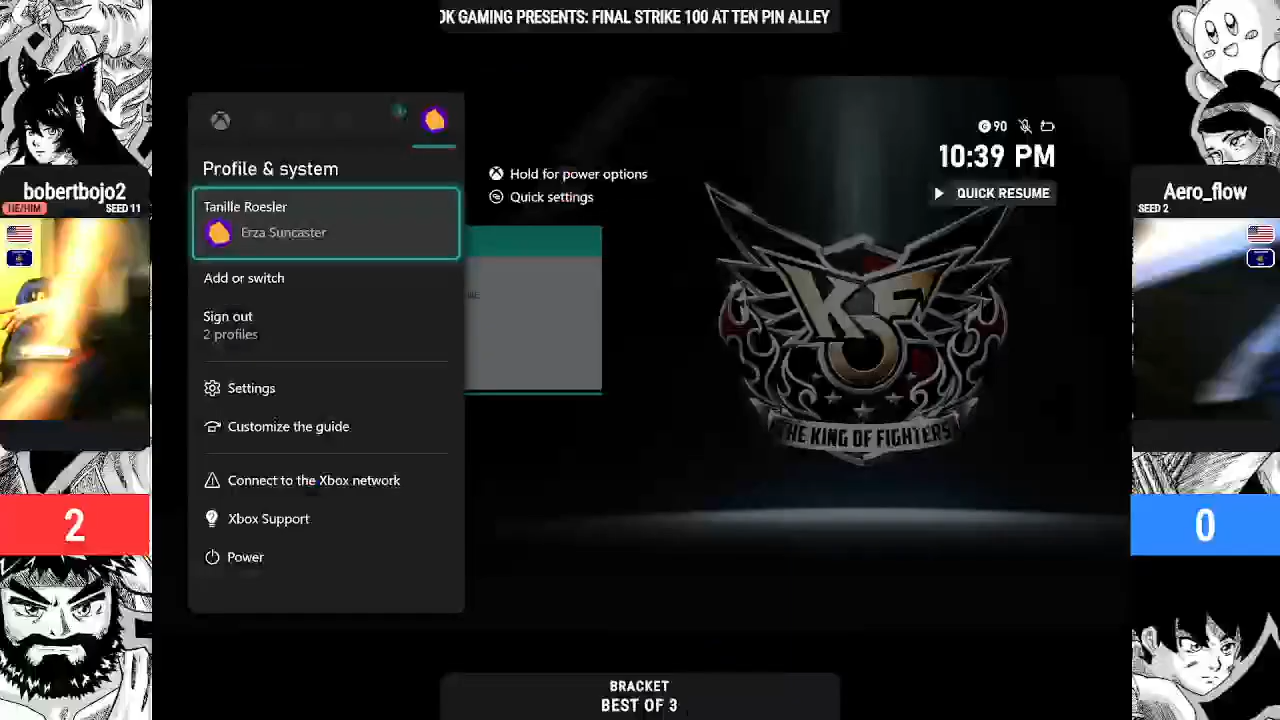 OK GAMING PRESENTS: FINAL STRIKE 100 AT TEN PIN ALLEY
90
10:39 PM
QUICK RESUME
Profile & system
Hold for power options
Quick settings
Tanille Roesler
Erza Suncaster
Add or switch
Sign out
2 profiles
Settings
Customize the guide
Connect to the Xbox network
Xbox Support
Power
KOF
THE KING OF FIGHTERS
bobertbojo2
HE/HIM
SEED 11
2
Aero_flow
SEED 2
0
BRACKET
BEST OF 3